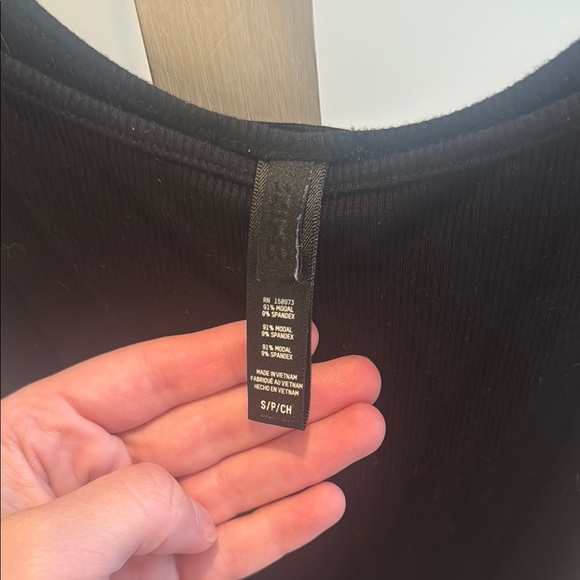 RN 158973
91% MODAL
9% SPANDEX
91% MODAL
9% SPANDEX
91% MODAL
9% SPANDEX
MADE IN VIETNAM
FABRIQUÉ AU VIETNAM
HECHO EN VIETNAM
S/P/CH